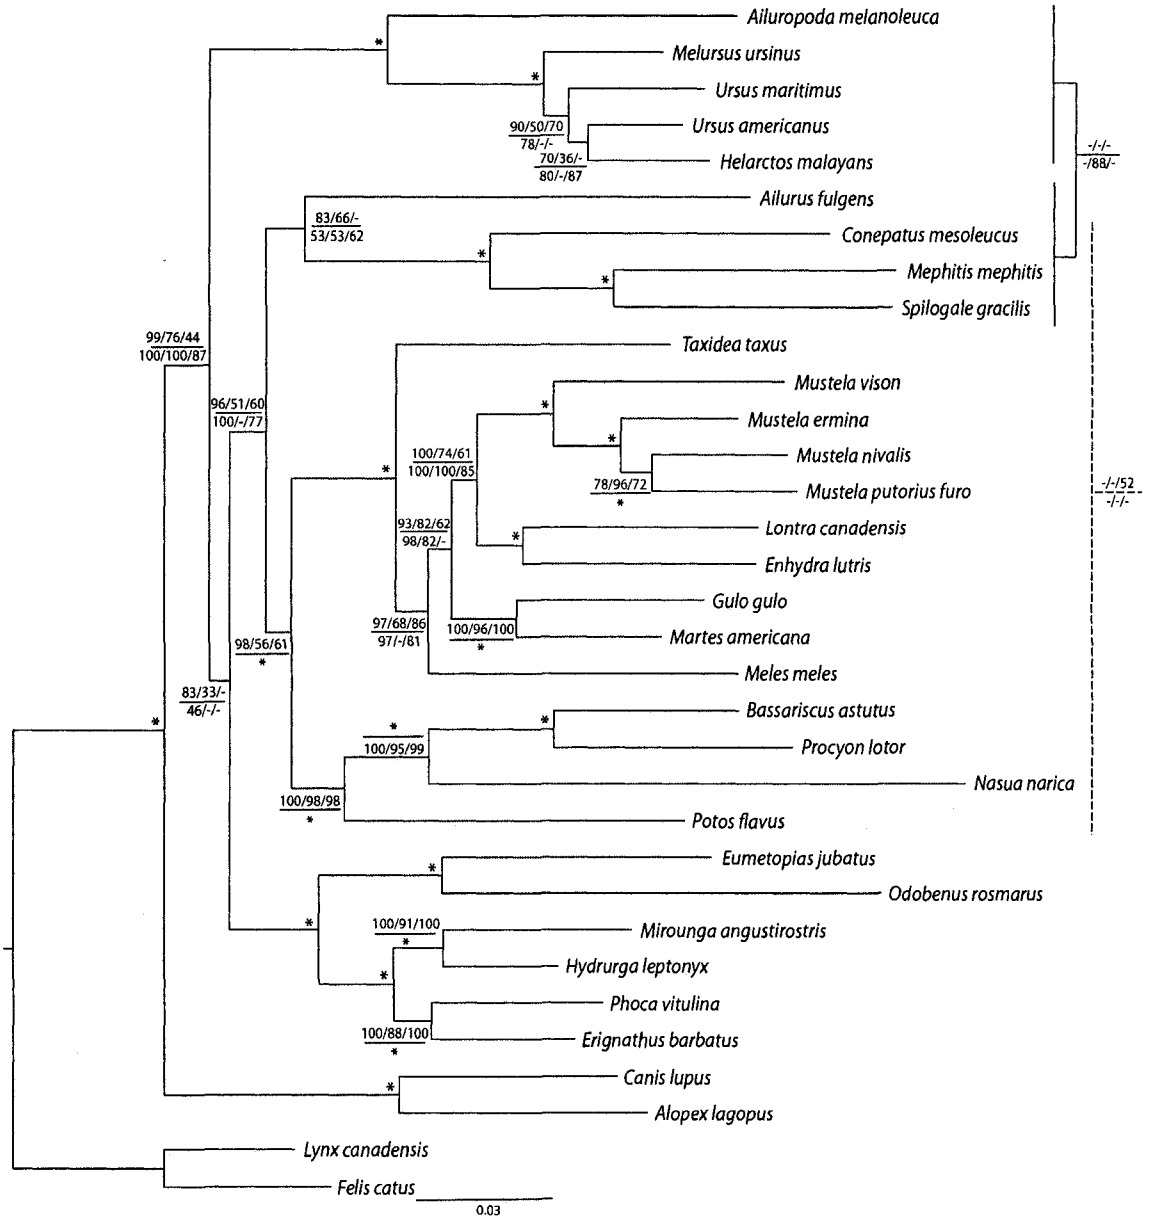 Ailuropoda melanoleuca
*
Melursus ursinus
*
Ursus maritimus
90/50/70
78/-/-
Ursus americanus
-/-/-
-/88/-
70/36/-
80/-/87
Helarctos malayans
Ailurus fulgens
83/66/-
53/53/62
Conepatus mesoleucus
*
Mephitis mephitis
*
Spilogale gracilis
99/76/44
100/100/87
Taxidea taxus
Mustela vison
96/51/60
100/-/77
*
Mustela ermina
*
100/74/61
100/100/85
Mustela nivalis
*
78/96/72
*
Mustela putorius furo
-/-/52
-/-/-
93/82/62
98/82/-
Lontra canadensis
*
Enhydra lutris
Gulo gulo
97/68/86
97/-/81
100/96/100
*
Martes americana
98/56/61
*
Meles meles
83/33/-
46/-/-
Bassariscus astutus
*
*
*
100/95/99
Procyon lotor
Nasua narica
100/98/98
*
Potos flavus
Eumetopias jubatus
*
Odobenus rosmarus
*
100/91/100
*
Mirounga angustirostris
Hydrurga leptonyx
*
Phoca vitulina
100/88/100
*
Erignathus barbatus
Canis lupus
*
Alopex lagopus
Lynx canadensis
Felis catus
0.03